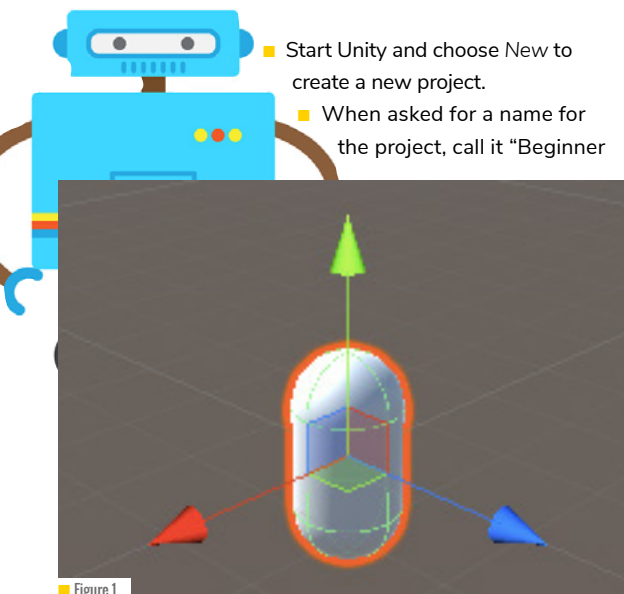 ■ Start Unity and choose New to
create a new project.
■ When asked for a name for
the project, call it “Beginner
■ Figure 1